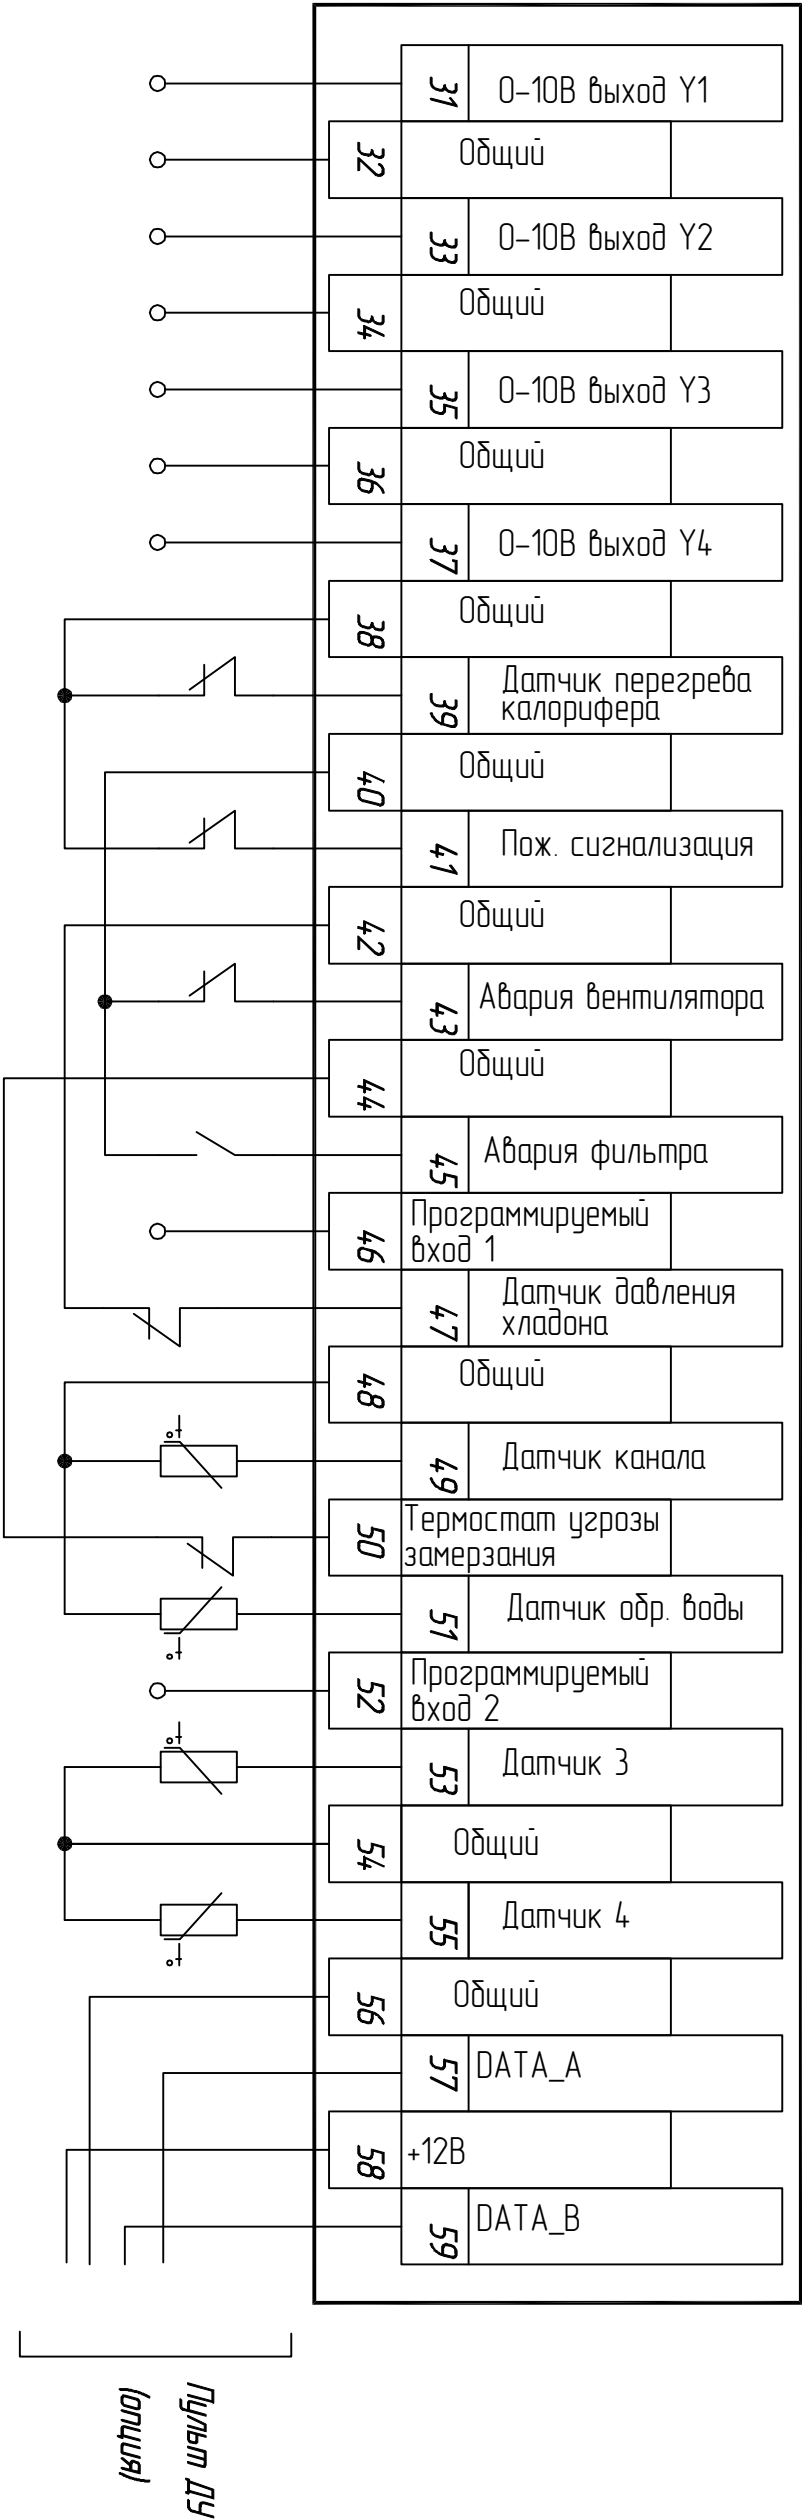 31
0-10В выход Y1
32
Общий
33
0-10В выход Y2
34
Общий
35
0-10В выход Y3
36
Общий
37
0-10В выход Y4
38
Общий
39
Датчик перегрева
калорифера
40
Общий
41
Пож. сигнализация
42
Общий
43
Авария вентилятора
44
Общий
45
Авария фильтра
46
Программируемый
вход 1
47
Датчик давления
хладона
48
Общий
t°
49
Датчик канала
50
Термостат угрозы
замерзания
51
Датчик обр. воды
t°
52
Программируемый
вход 2
t°
53
Датчик 3
54
Общий
55
Датчик 4
t°
56
Общий
57
DATA_A
58
+12В
59
DATA_B
Пульт ДУ
(опция)